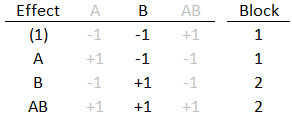 Effect A B AB Block
(1) -1 -1 +1 1
A +1 -1 -1 1
B -1 +1 -1 2
AB +1 +1 +1 2